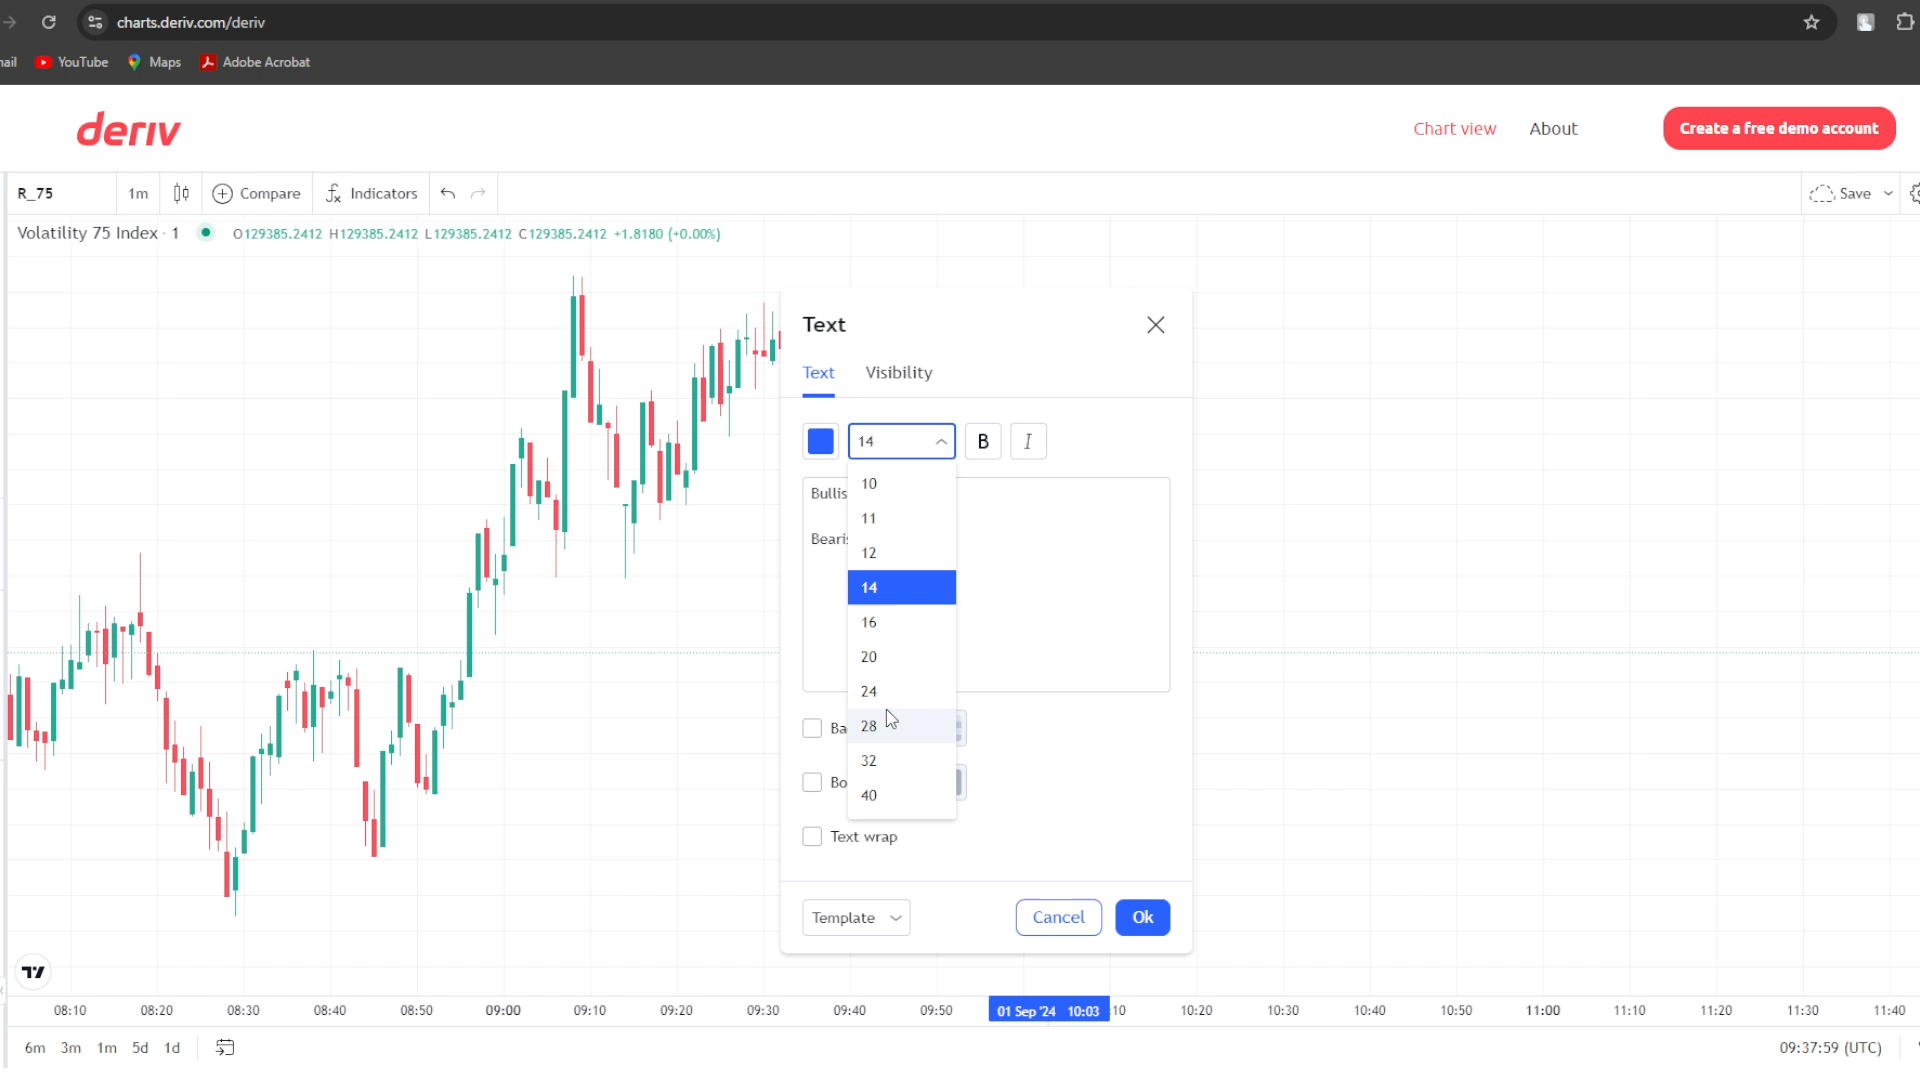 charts.deriv.com/deriv
YouTube
Maps
Adobe Acrobat
deriv
Chart view
About
Create a free demo account
R_75
1m
Compare
Indicators
Save
Volatility 75 Index · 1
O129385.2412 H129385.2412 L129385.2412 C129385.2412 +1.8180 (+0.00%)
Text
Text
Visibility
14
B
I
10
11
12
14
16
20
24
28
32
40
Text wrap
Template
Cancel
Ok
08:10
08:20
08:30
08:40
08:50
09:00
09:10
09:20
09:30
09:40
09:50
01 Sep '24 10:03
:10
10:20
10:30
10:40
10:50
11:00
11:10
11:20
11:30
11:40
6m
3m
1m
5d
1d
09:37:59 (UTC)